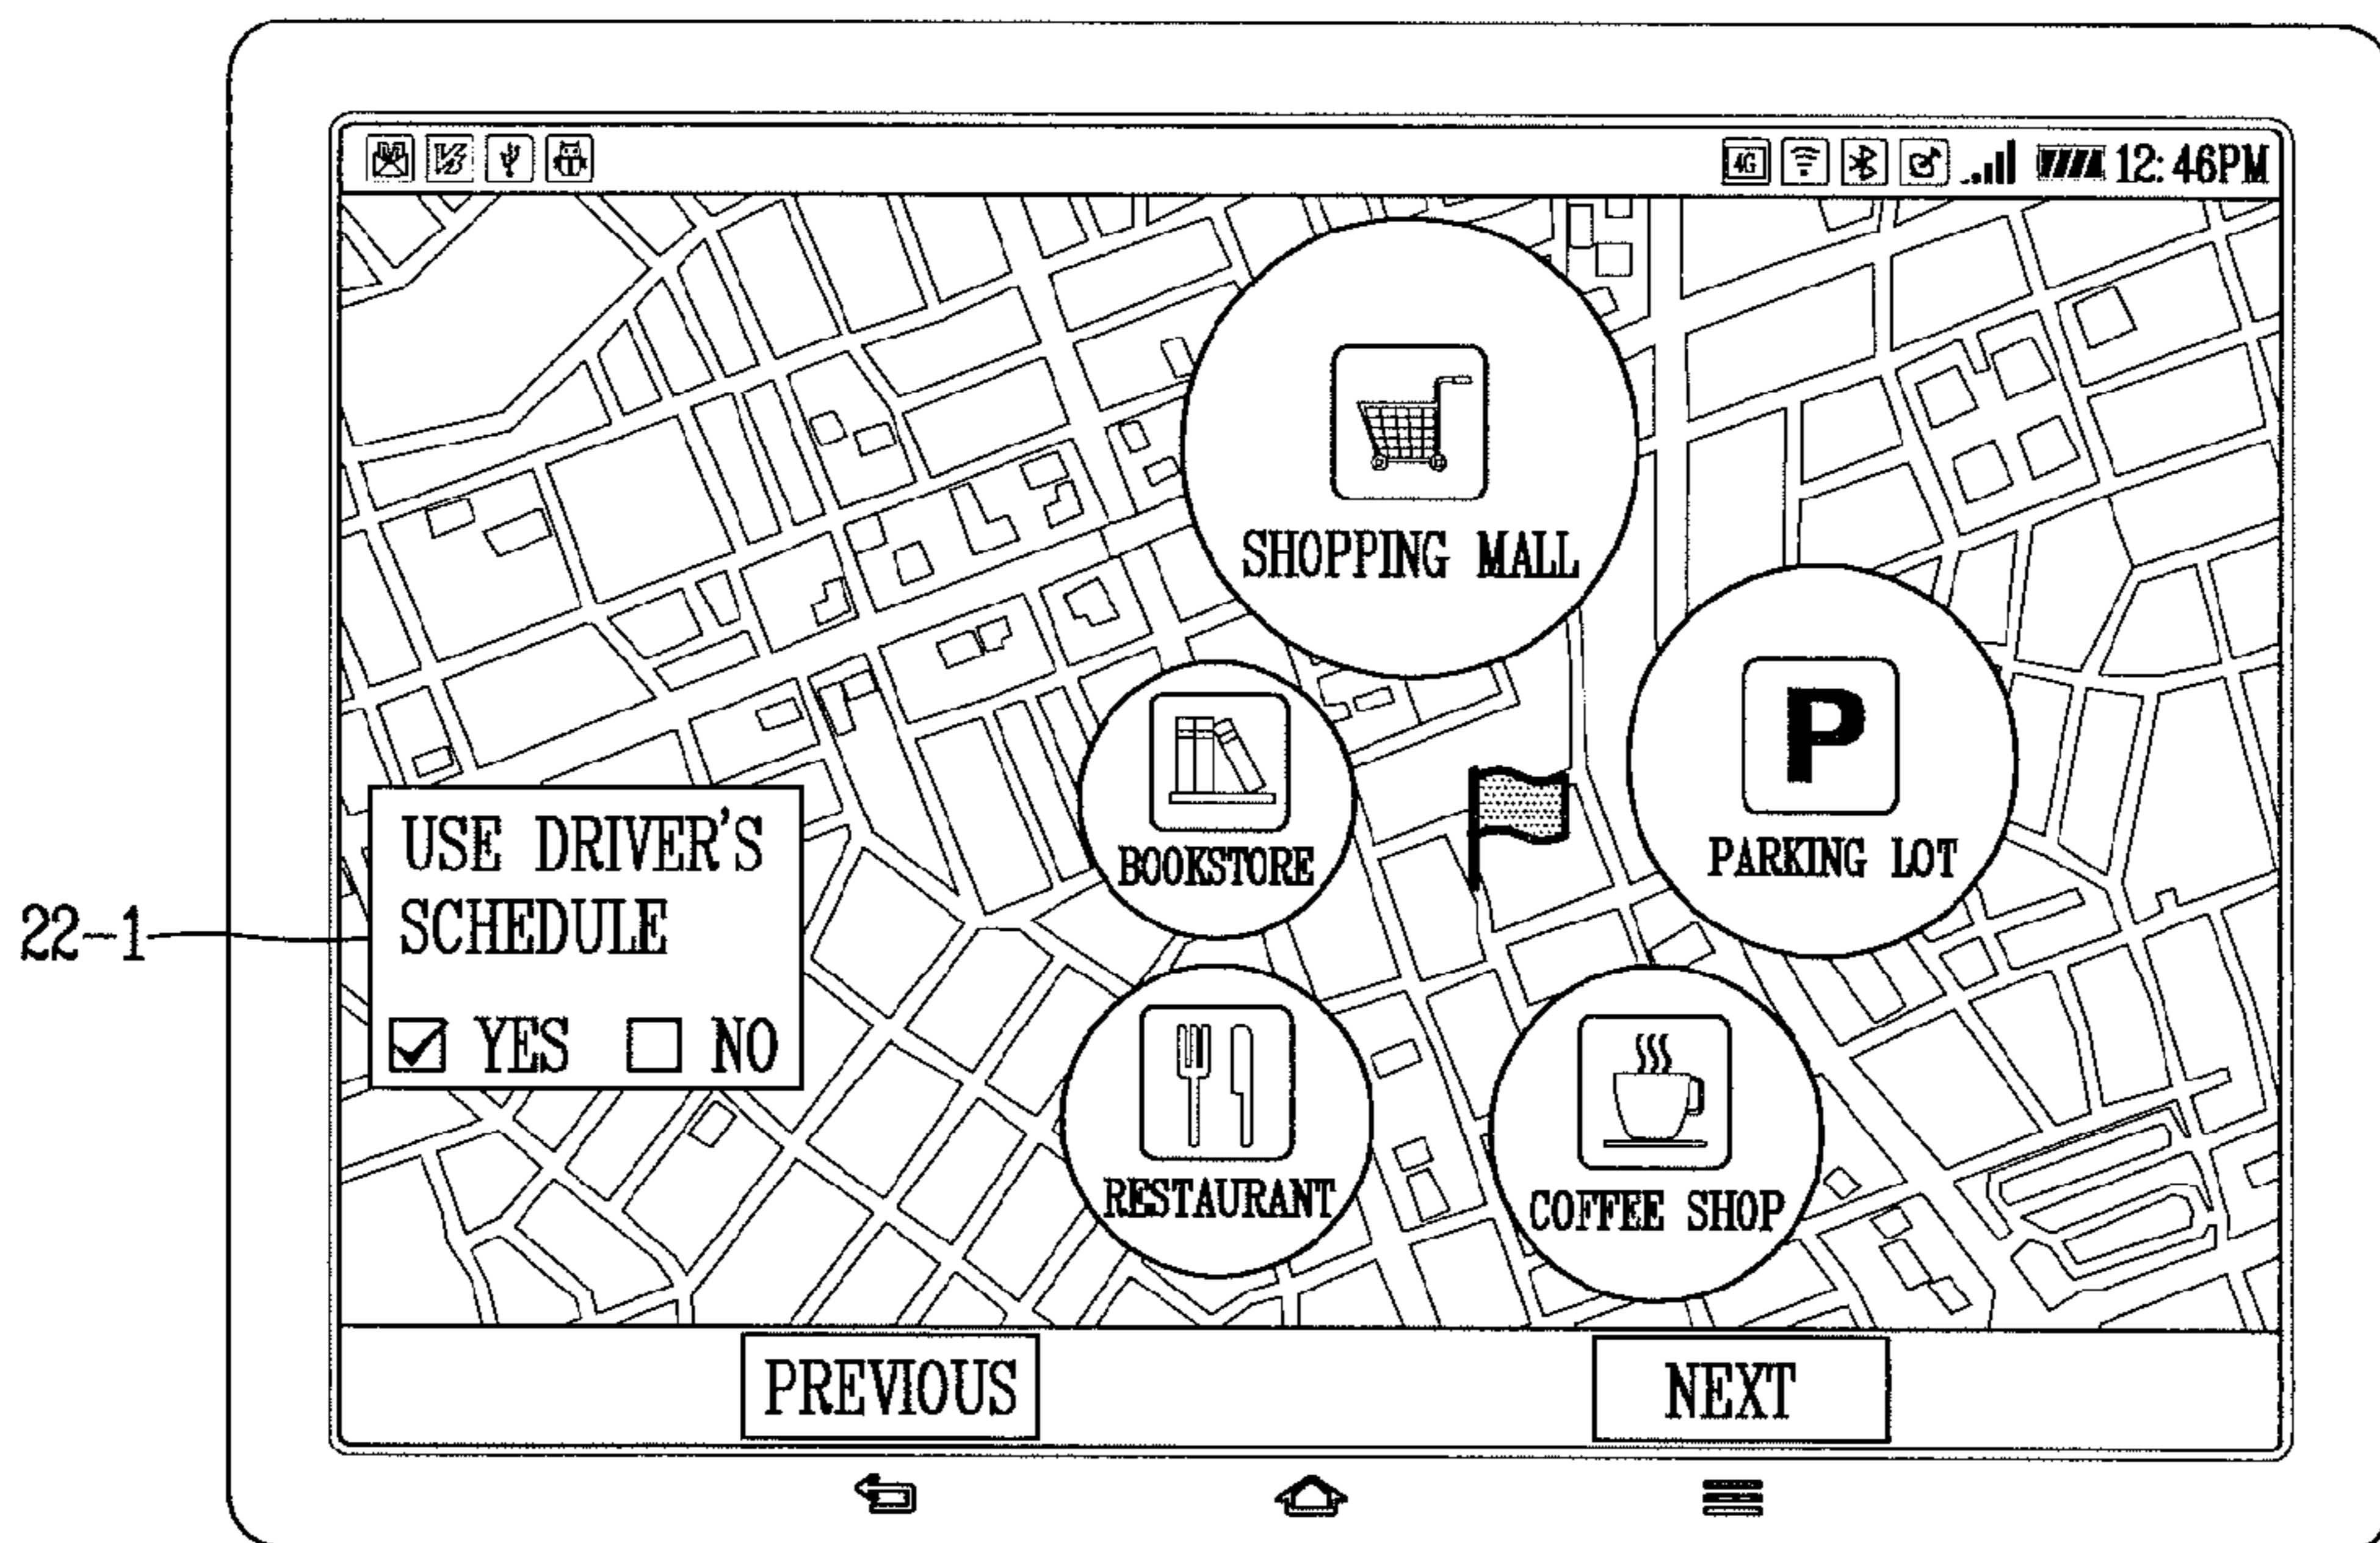 4G
12:46PM
SHOPPING MALL
P
PARKING LOT
BOOKSTORE
USE DRIVER'S
SCHEDULE
YES NO
22-1
RESTAURANT
COFFEE SHOP
PREVIOUS
NEXT